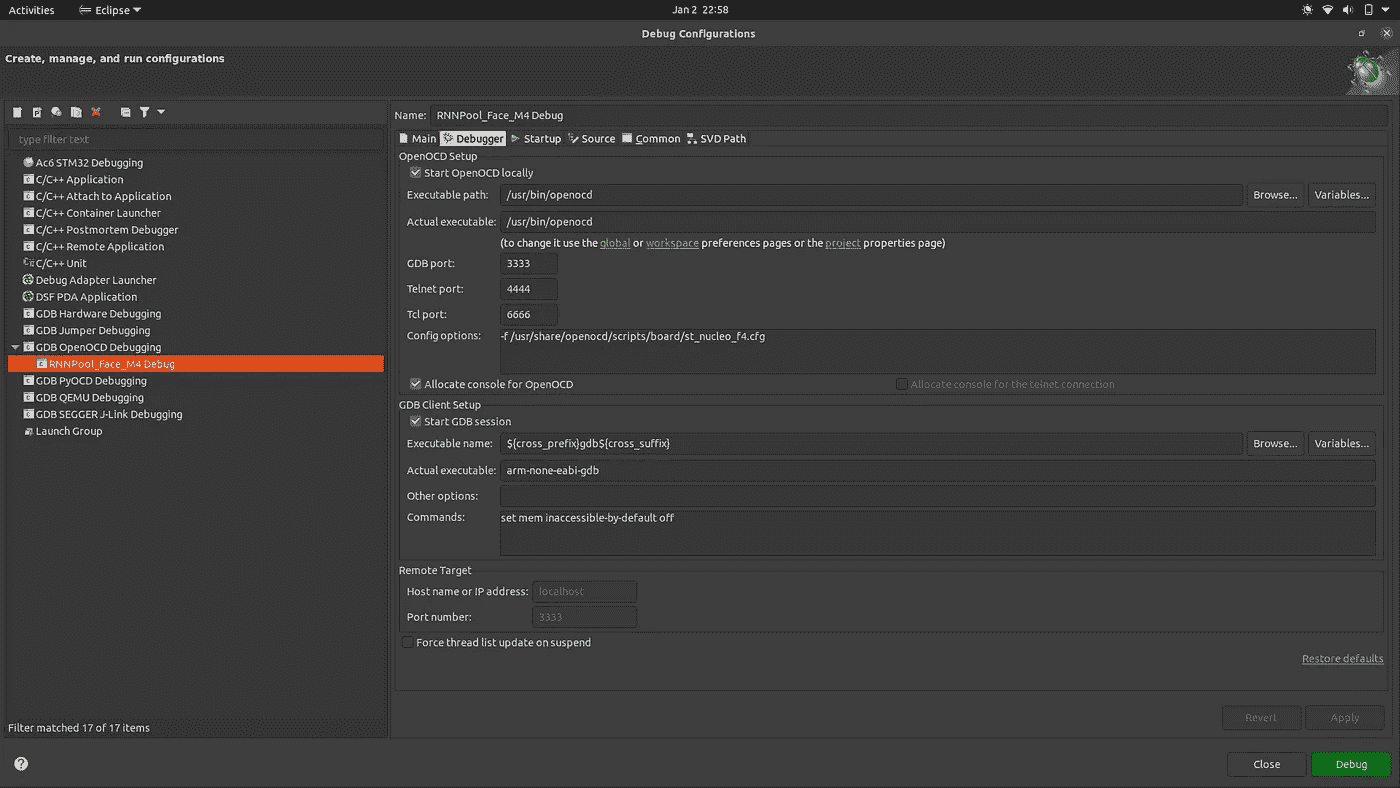 Activities Eclipse Jan 2 22:58
Debug Configurations
Create, manage, and run configurations
type filter text
Ac6 STM32 Debugging
C/C++ Application
C/C++ Attach to Application
C/C++ Container Launcher
C/C++ Postmortem Debugger
C/C++ Remote Application
C/C++ Unit
Debug Adapter Launcher
DSF PDA Application
GDB Hardware Debugging
GDB Jumper Debugging
GDB OpenOCD Debugging
RNNPool_Face_M4 Debug
GDB PyOCD Debugging
GDB QEMU Debugging
GDB SEGGER J-Link Debugging
Launch Group
Filter matched 17 of 17 items
Name: RNNPool_Face_M4 Debug
Main Debugger Startup Source Common SVD Path
OpenOCD Setup
Start OpenOCD locally
Executable path: /usr/bin/openocd Browse... Variables...
Actual executable: /usr/bin/openocd
(to change it use the global or workspace preferences pages or the project properties page)
GDB port: 3333
Telnet port: 4444
Tcl port: 6666
Config options: -f /usr/share/openocd/scripts/board/st_nucleo_f4.cfg
Allocate console for OpenOCD Allocate console for the telnet connection
GDB Client Setup
Start GDB session
Executable name: ${cross_prefix}gdb${cross_suffix} Browse... Variables...
Actual executable: arm-none-eabi-gdb
Other options:
Commands: set mem inaccessible-by-default off
Remote Target
Host name or IP address: localhost
Port number: 3333
Force thread list update on suspend
Restore defaults
Revert Apply
Close Debug